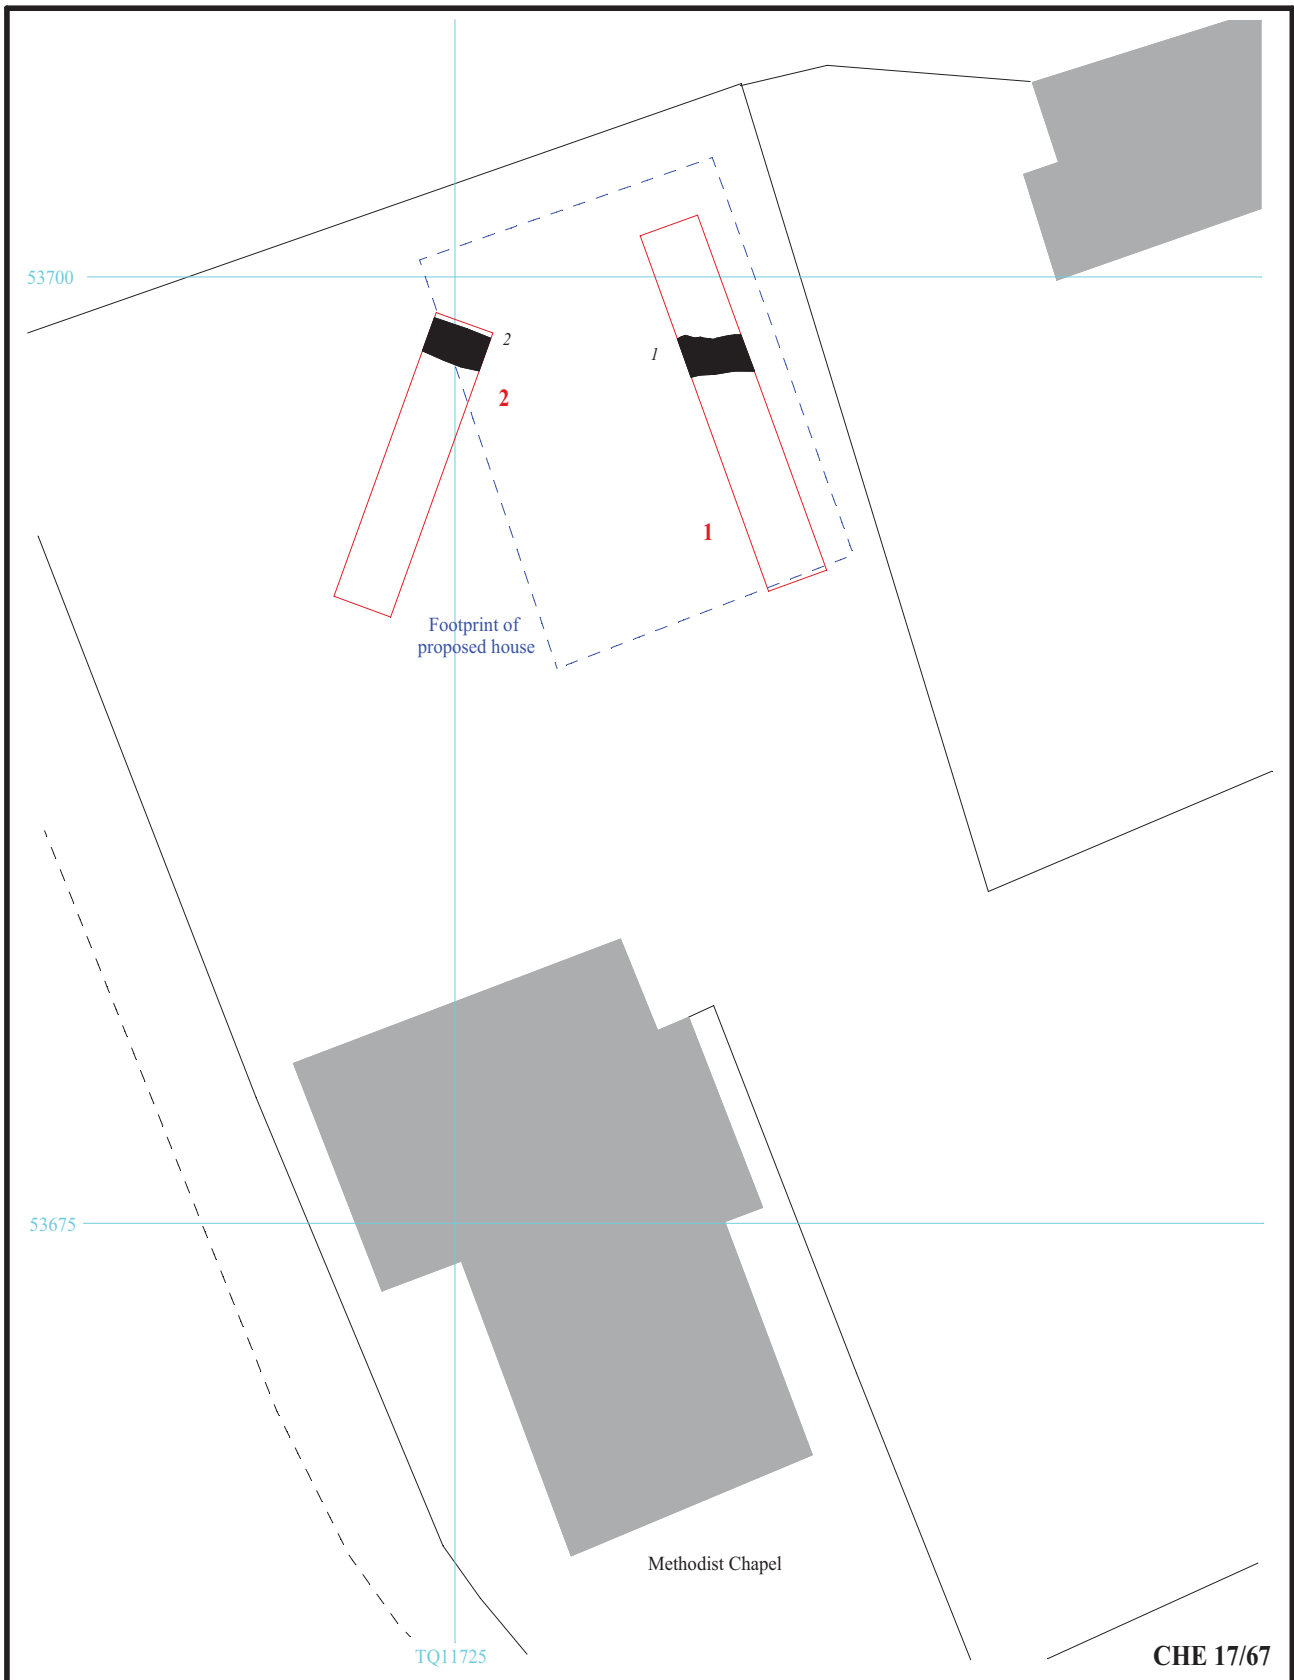 53700
2
1
2
1
Footprint of
proposed house
53675
Methodist Chapel
TQ11725
CHE 17/67